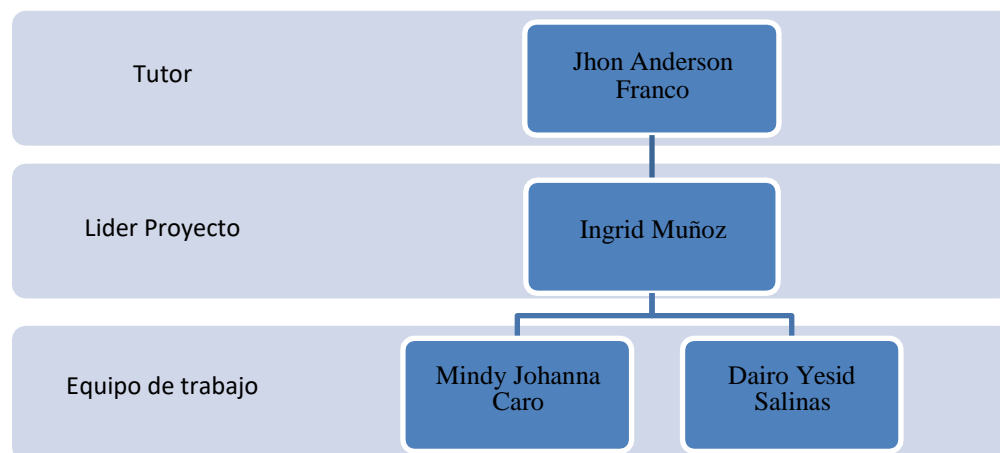 Tutor
Jhon Anderson
Franco
Lider Proyecto
Ingrid Muñoz
Equipo de trabajo
Mindy Johanna
Caro
Dairo Yesid
Salinas